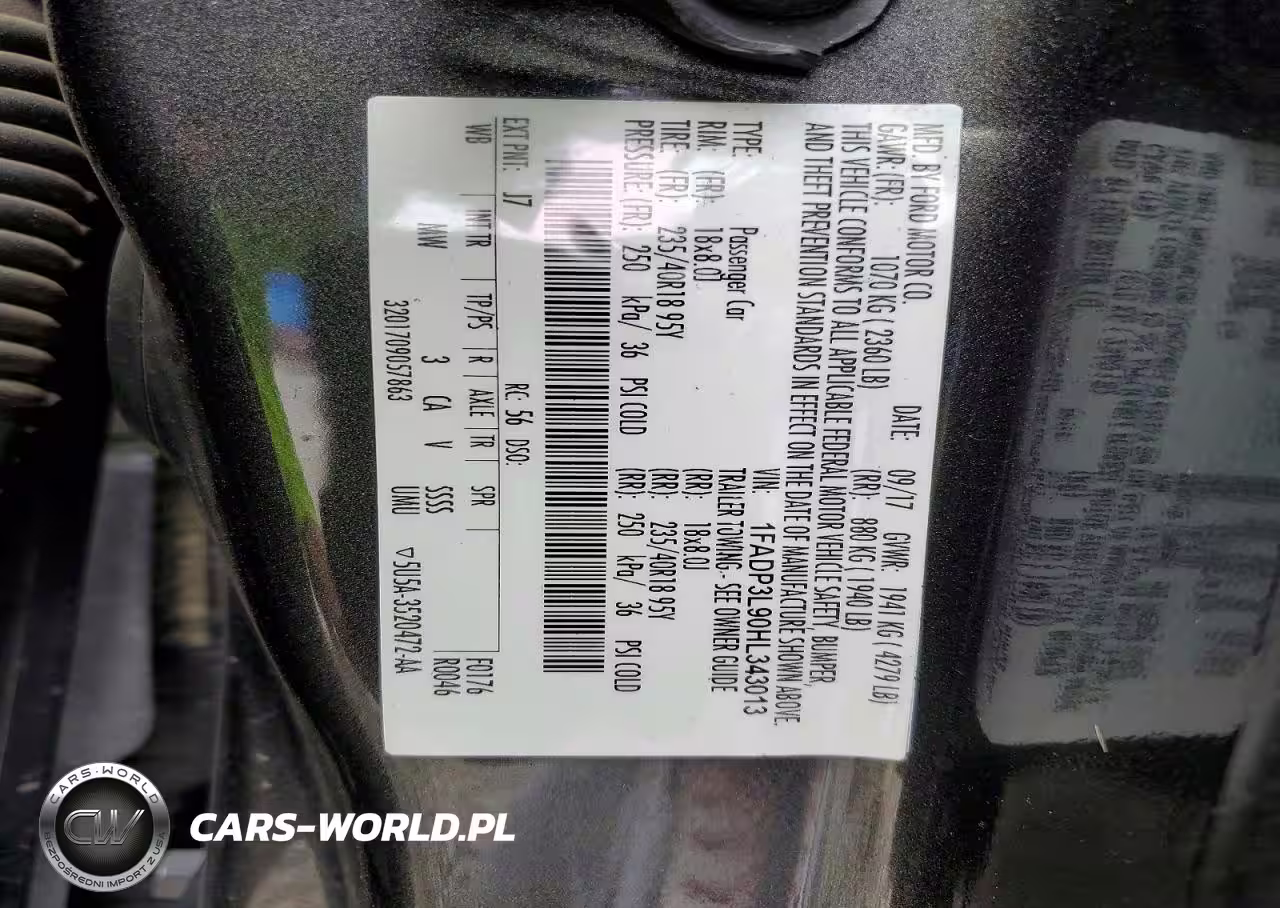 MFD. BY FORD MOTOR CO.
DATE: 09/17 GVWR: 1941 KG ( 4279 LB)
GAWR: (FR): 1070 KG ( 2360 LB) (RR): 880 KG ( 1940 LB)
THIS VEHICLE CONFORMS TO ALL APPLICABLE FEDERAL MOTOR VEHICLE SAFETY, BUMPER,
AND THEFT PREVENTION STANDARDS IN EFFECT ON THE DATE OF MANUFACTURE SHOWN ABOVE.
VIN: 1FADP3L90HL343013
TYPE: Passenger Car TRAILER TOWING - SEE OWNER GUIDE
RIM: (FR): 18x8.0J (RR): 18x8.0J
TIRE: (FR): 235/40R18 95Y (RR): 235/40R18 95Y
PRESSURE (FR): 250 kPa/ 36 PSI COLD (RR): 250 kPa/ 36 PSI COLD
EXT PNT: J7 RC: 56 DSO:
WB INT TR TP/PS R AXLE TR SPR F0176
MW 3 CA V SSSS R0046
3201709057863 UNU ▽5U5A-3520472-AA
CARS-WORLD
CW
BEZPOŚREDNI IMPORT Z USA
CARS-WORLD.PL